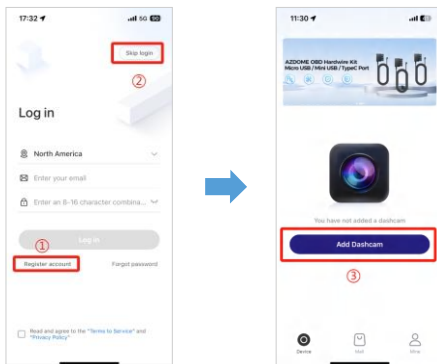 17:32
5G 60
Skip login
②
Log in
North America
Enter your email
Enter an 8-16 character combina...
①
Log in
Register account
Forgot password
Read and agree to the "Terms to Service" and
"Privacy Policy"
11:30
AZDOME OBD Hardwire Kit
Micro USB / Mini USB / TypeC Port
You have not added a dashcam
Add Dashcam
③
Device
Mall
Mine